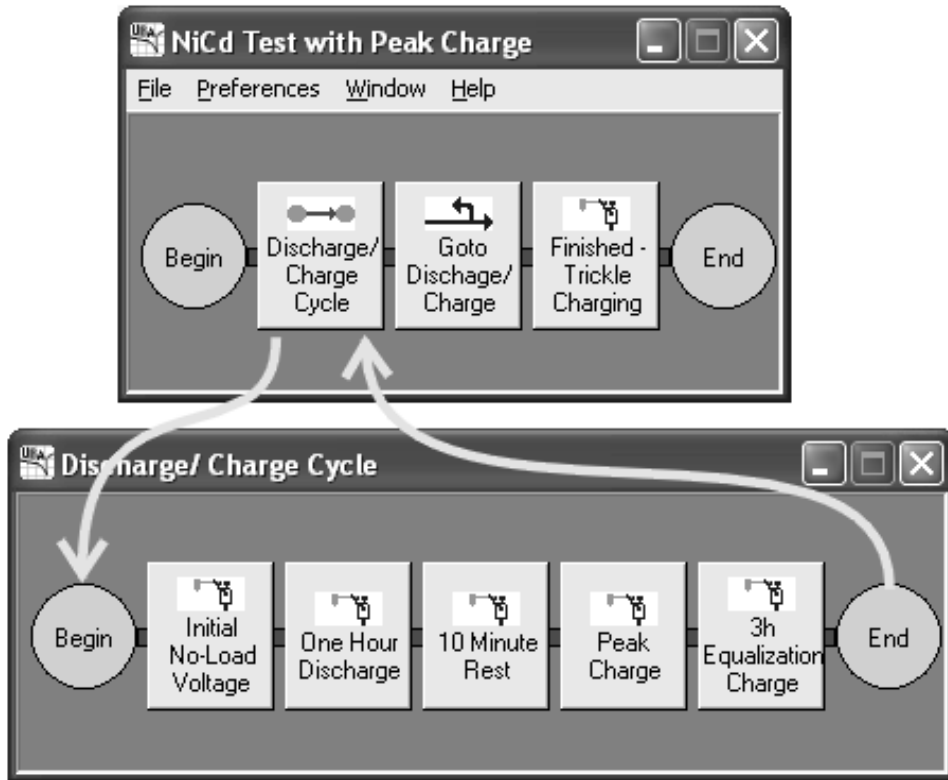 UBA
NiCd Test with Peak Charge
File Preferences Window Help
Begin
Discharge/
Charge
Cycle
Goto
Dischage/
Charge
Finished -
Trickle
Charging
End
UBA
Discharge/ Charge Cycle
Begin
Initial
No-Load
Voltage
One Hour
Discharge
10 Minute
Rest
Peak
Charge
3h
Equalization
Charge
End